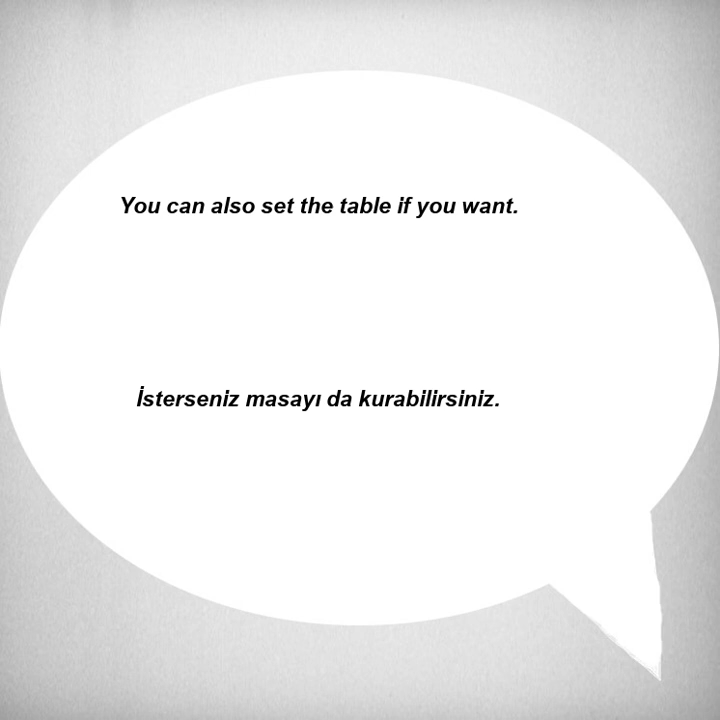 You can also set the table if you want.
İsterseniz masayı da kurabilirsiniz.